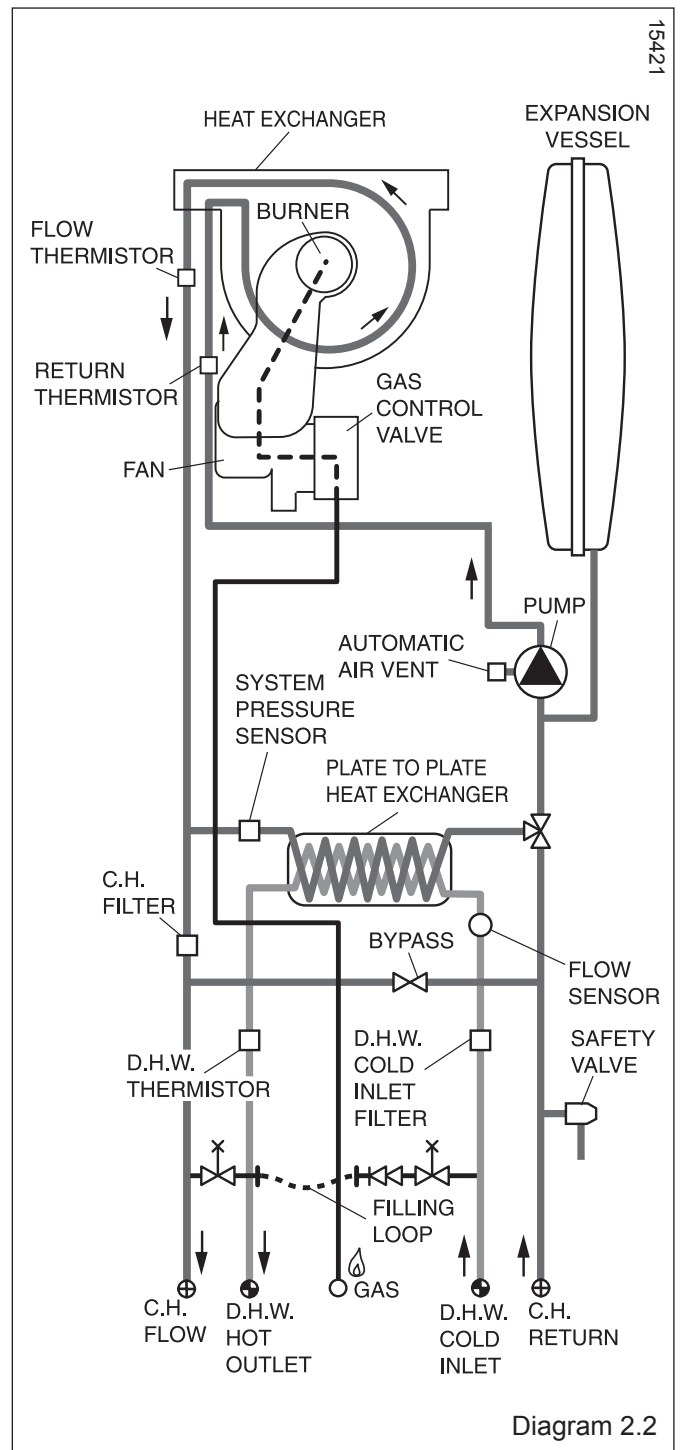 15421
HEAT EXCHANGER
EXPANSION
VESSEL
BURNER
FLOW
THERMISTOR
RETURN
THERMISTOR
GAS
CONTROL
VALVE
FAN
PUMP
AUTOMATIC
AIR VENT
SYSTEM
PRESSURE
SENSOR
PLATE TO PLATE
HEAT EXCHANGER
C.H.
FILTER
BYPASS
FLOW
SENSOR
D.H.W.
THERMISTOR
D.H.W.
COLD
INLET
FILTER
SAFETY
VALVE
FILLING
LOOP
C.H.
FLOW
D.H.W.
HOT
OUTLET
GAS
D.H.W.
COLD
INLET
C.H.
RETURN
Diagram 2.2